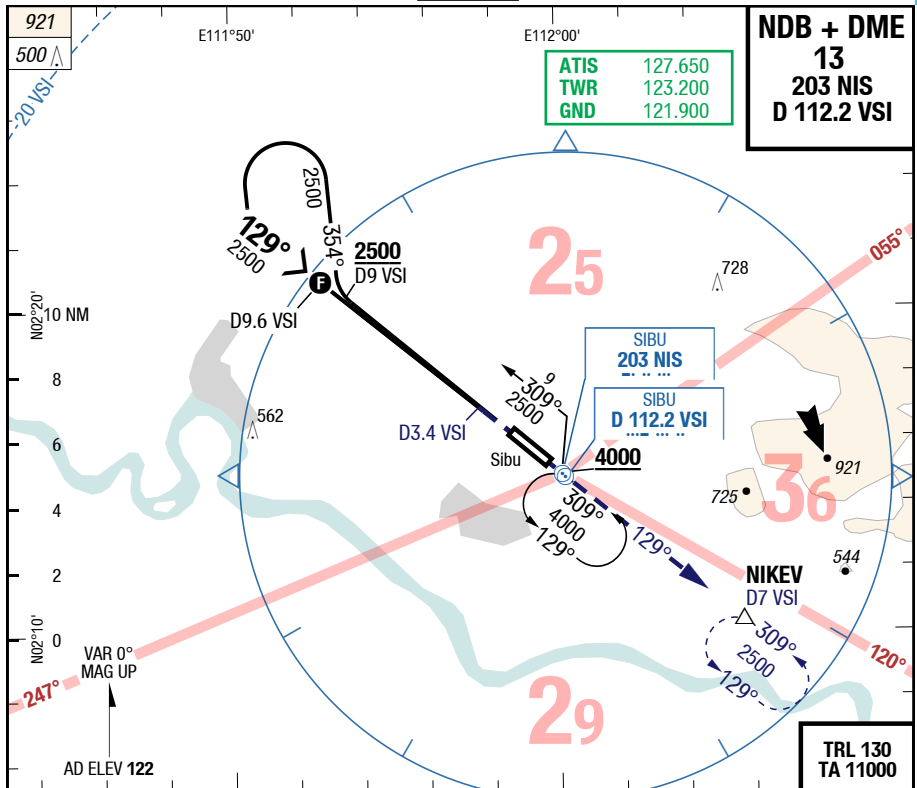 921
500
E111°50'
E112°00'
NDB + DME
13
203 NIS
D 112.2 VSI
ATIS 127.650
TWR 123.200
GND 121.900
20 VSI
2500
354°
129°
2500
2500
D9 VSI
F
D9.6 VSI
25
728
055°
N02°20'
10 NM
8
6
4
2
0
N02°10'
562
SIBU
203 NIS
SIBU
D 112.2 VSI
9
309°
2500
D3.4 VSI
Sibu
4000
921
725
36
544
309°
4000
129°
129°
NIKEV
D7 VSI
309°
2500
129°
120°
VAR 0°
MAG UP
247°
29
AD ELEV 122
TRL 130
TA 11000